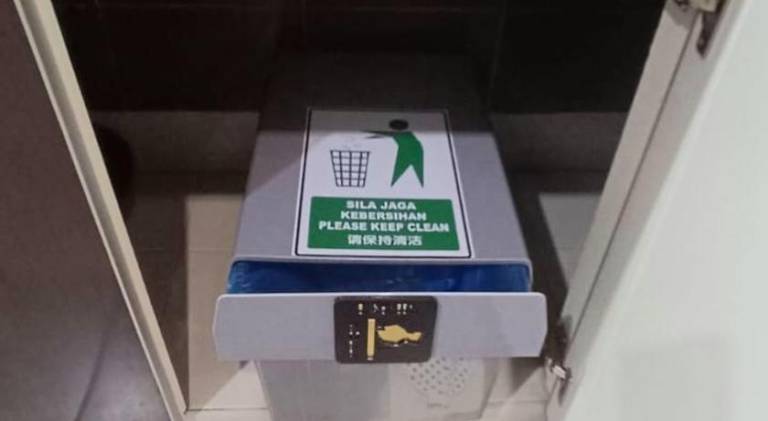 SILA JAGA
KEBERSIHAN
PLEASE KEEP CLEAN
请保持清洁